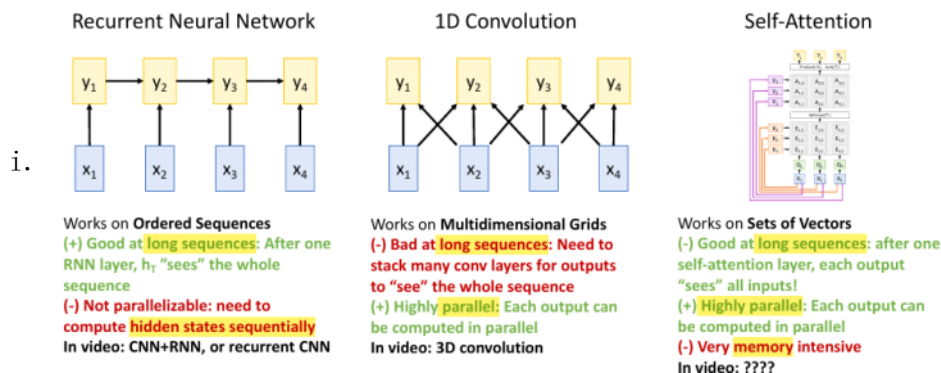 Recurrent Neural Network
1D Convolution
Self-Attention
y₁
y₂
y₃
y₄
x₁
x₂
x₃
x₄
y₁
y₂
y₃
y₄
x₁
x₂
x₃
x₄
i.
Works on Ordered Sequences
(+) Good at long sequences: After one
RNN layer, hT "sees" the whole
sequence
(-) Not parallelizable: need to
compute hidden states sequentially
In video: CNN+RNN, or recurrent CNN
Works on Multidimensional Grids
(-) Bad at long sequences: Need to
stack many conv layers for outputs
to "see" the whole sequence
(+) Highly parallel: Each output can
be computed in parallel
In video: 3D convolution
Works on Sets of Vectors
(-) Good at long sequences: after one
self-attention layer, each output
"sees" all inputs!
(+) Highly parallel: Each output can
be computed in parallel
(-) Very memory intensive
In video: ????